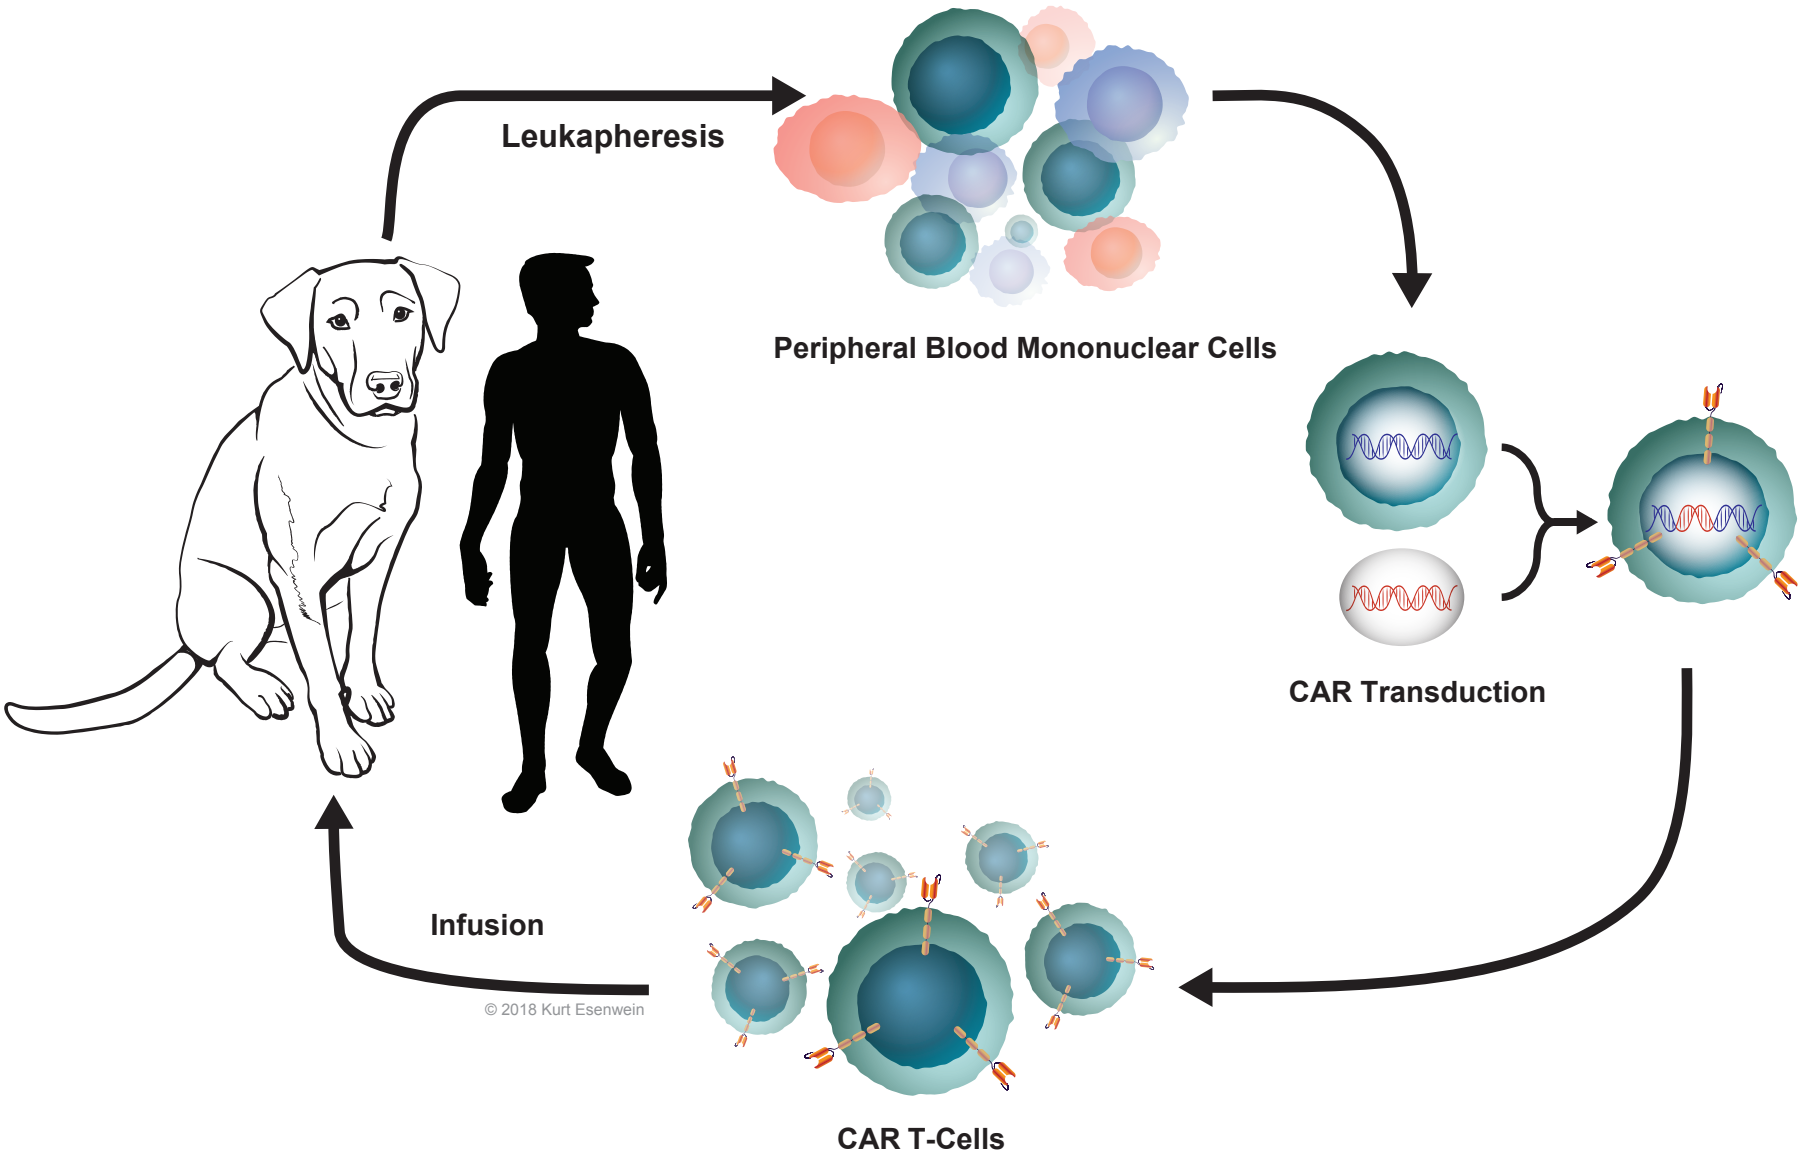 Leukapheresis
Peripheral Blood Mononuclear Cells
CAR Transduction
Infusion
© 2018 Kurt Esenwein
CAR T-Cells